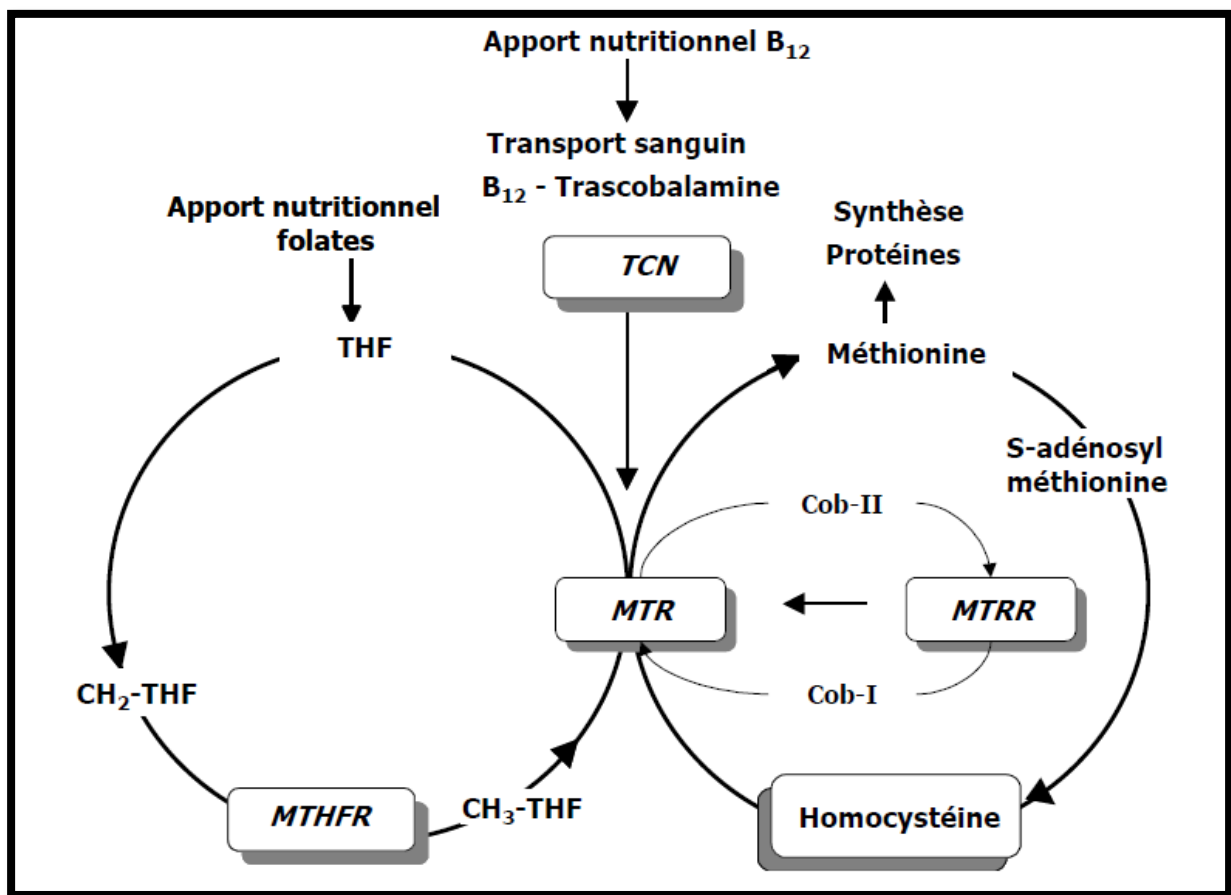 Apport nutritionnel B₁₂
Transport sanguin
B₁₂ - Trascobalamine
Apport nutritionnel
folates
Synthèse
Protéines
TCN
THF
Méthionine
S-adénosyl
méthionine
Cob-II
MTR
MTRR
Cob-I
CH₂-THF
MTHFR
CH₃-THF
Homocystéine